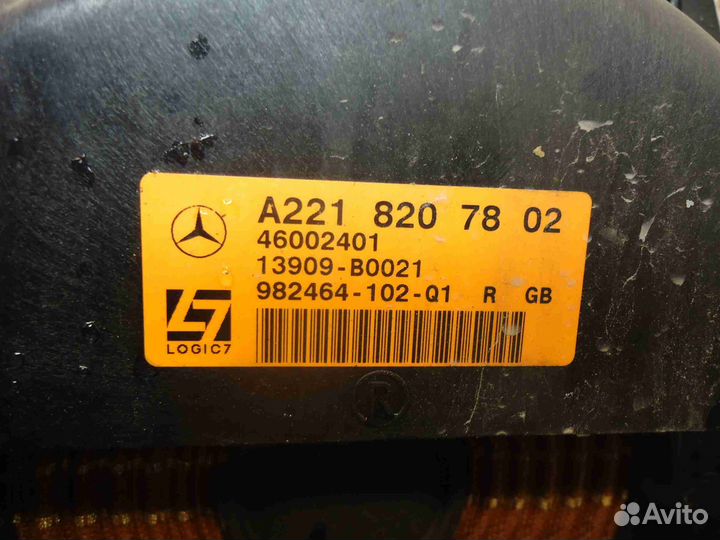 A221 820 78 02
46002401
13909-B0021
982464-102-Q1 R GB
LOGIC7
R
Avito